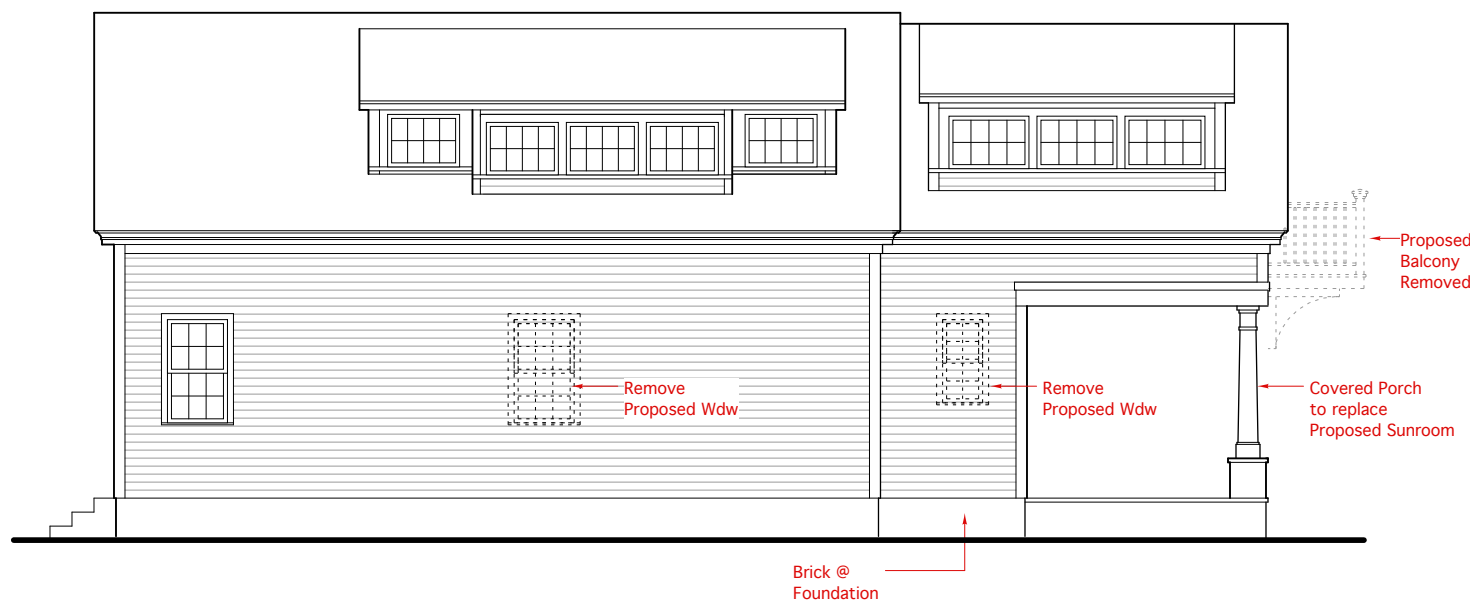 Proposed
Balcony
Removed
Remove
Proposed Wdw
Remove
Proposed Wdw
Covered Porch
to replace
Proposed Sunroom
Brick @
Foundation